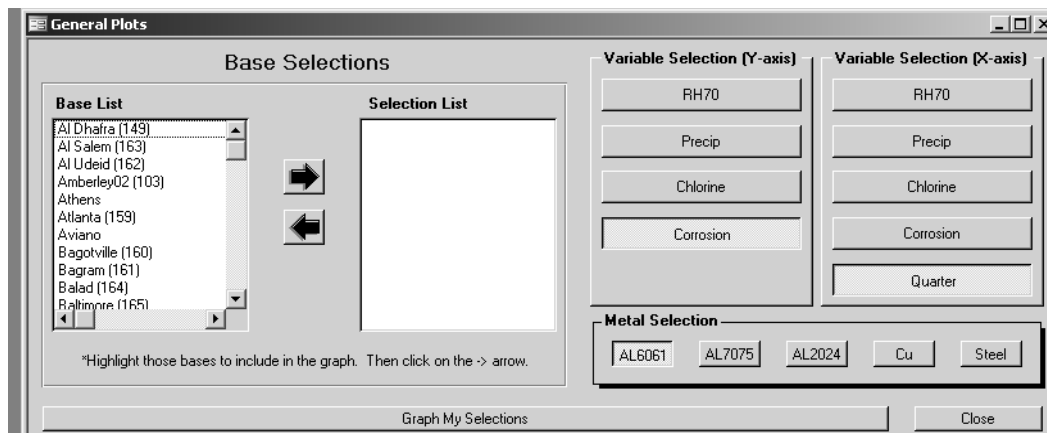 General Plots
Base Selections
Base List
Selection List
Al Dhafra (149)
Al Salem (163)
Al Udeid (162)
Amberley02 (103)
Athens
Atlanta (159)
Aviano
Bagotville (160)
Bagram (161)
Balad (164)
Baltimore (165)
*Highlight those bases to include in the graph. Then click on the -> arrow.
Variable Selection (Y-axis)
RH70
Precip
Chlorine
Corrosion
Variable Selection (X-axis)
RH70
Precip
Chlorine
Corrosion
Quarter
Metal Selection
AL6061 AL7075 AL2024 Cu Steel
Graph My Selections
Close